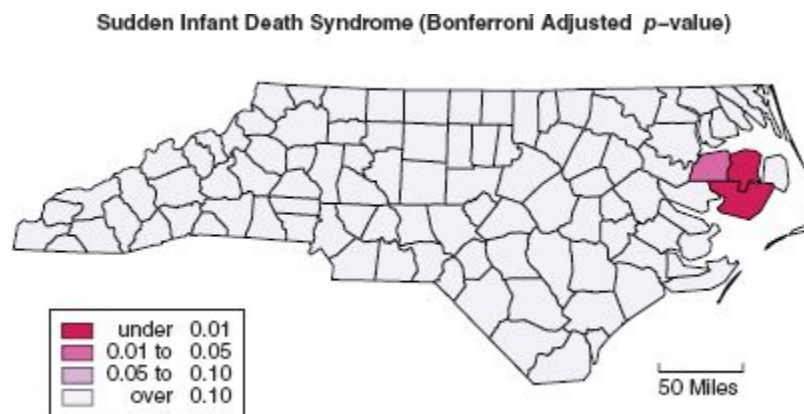 Sudden Infant Death Syndrome (Bonferroni Adjusted p–value)
under 0.01
0.01 to 0.05
0.05 to 0.10
over 0.10
50 Miles